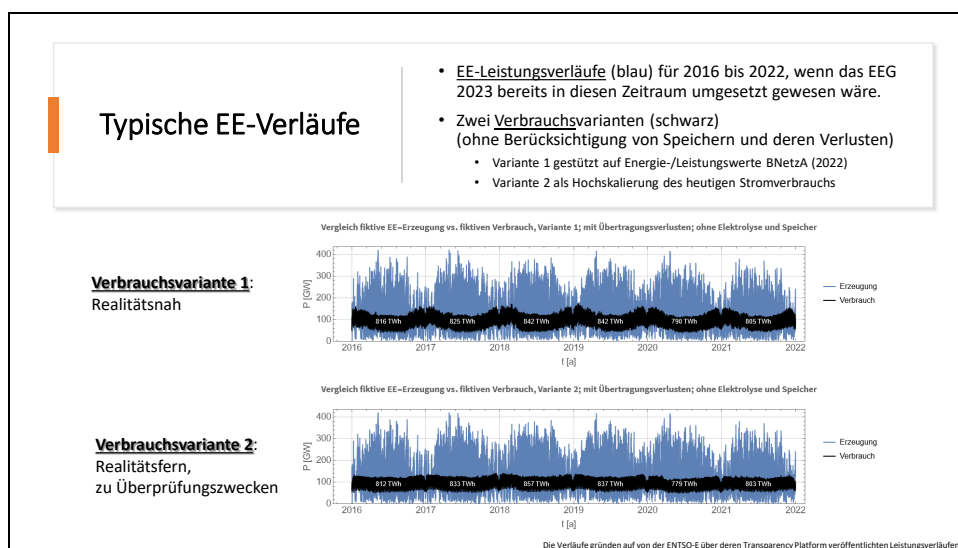 Typische EE-Verläufe
• EE-Leistungsverläufe (blau) für 2016 bis 2022, wenn das EEG
2023 bereits in diesen Zeitraum umgesetzt gewesen wäre.
• Zwei Verbrauchsvarianten (schwarz)
(ohne Berücksichtigung von Speichern und deren Verlusten)
• Variante 1 gestützt auf Energie-/Leistungswerte BNetzA (2022)
• Variante 2 als Hochskalierung des heutigen Stromverbrauchs
Verbrauchsvariante 1:
Realitätsnah
Vergleich fiktive EE-Erzeugung vs. fiktiven Verbrauch, Variante 1; mit Übertragungsverlusten; ohne Elektrolyse und Speicher
P [GW]
400
300
200
100
0
816 TWh 825 TWh 842 TWh 842 TWh 790 TWh 805 TWh
2016 2017 2018 2019 2020 2021 2022
t [a]
Erzeugung
Verbrauch
Verbrauchsvariante 2:
Realitätsfern,
zu Überprüfungszwecken
Vergleich fiktive EE-Erzeugung vs. fiktiven Verbrauch, Variante 2; mit Übertragungsverlusten; ohne Elektrolyse und Speicher
P [GW]
400
300
200
100
0
812 TWh 833 TWh 857 TWh 837 TWh 779 TWh 803 TWh
2016 2017 2018 2019 2020 2021 2022
t [a]
Erzeugung
Verbrauch
Die Verläufe gründen auf von der ENTSO-E über deren Transparency Platform veröffentlichten Leistungsverläufen